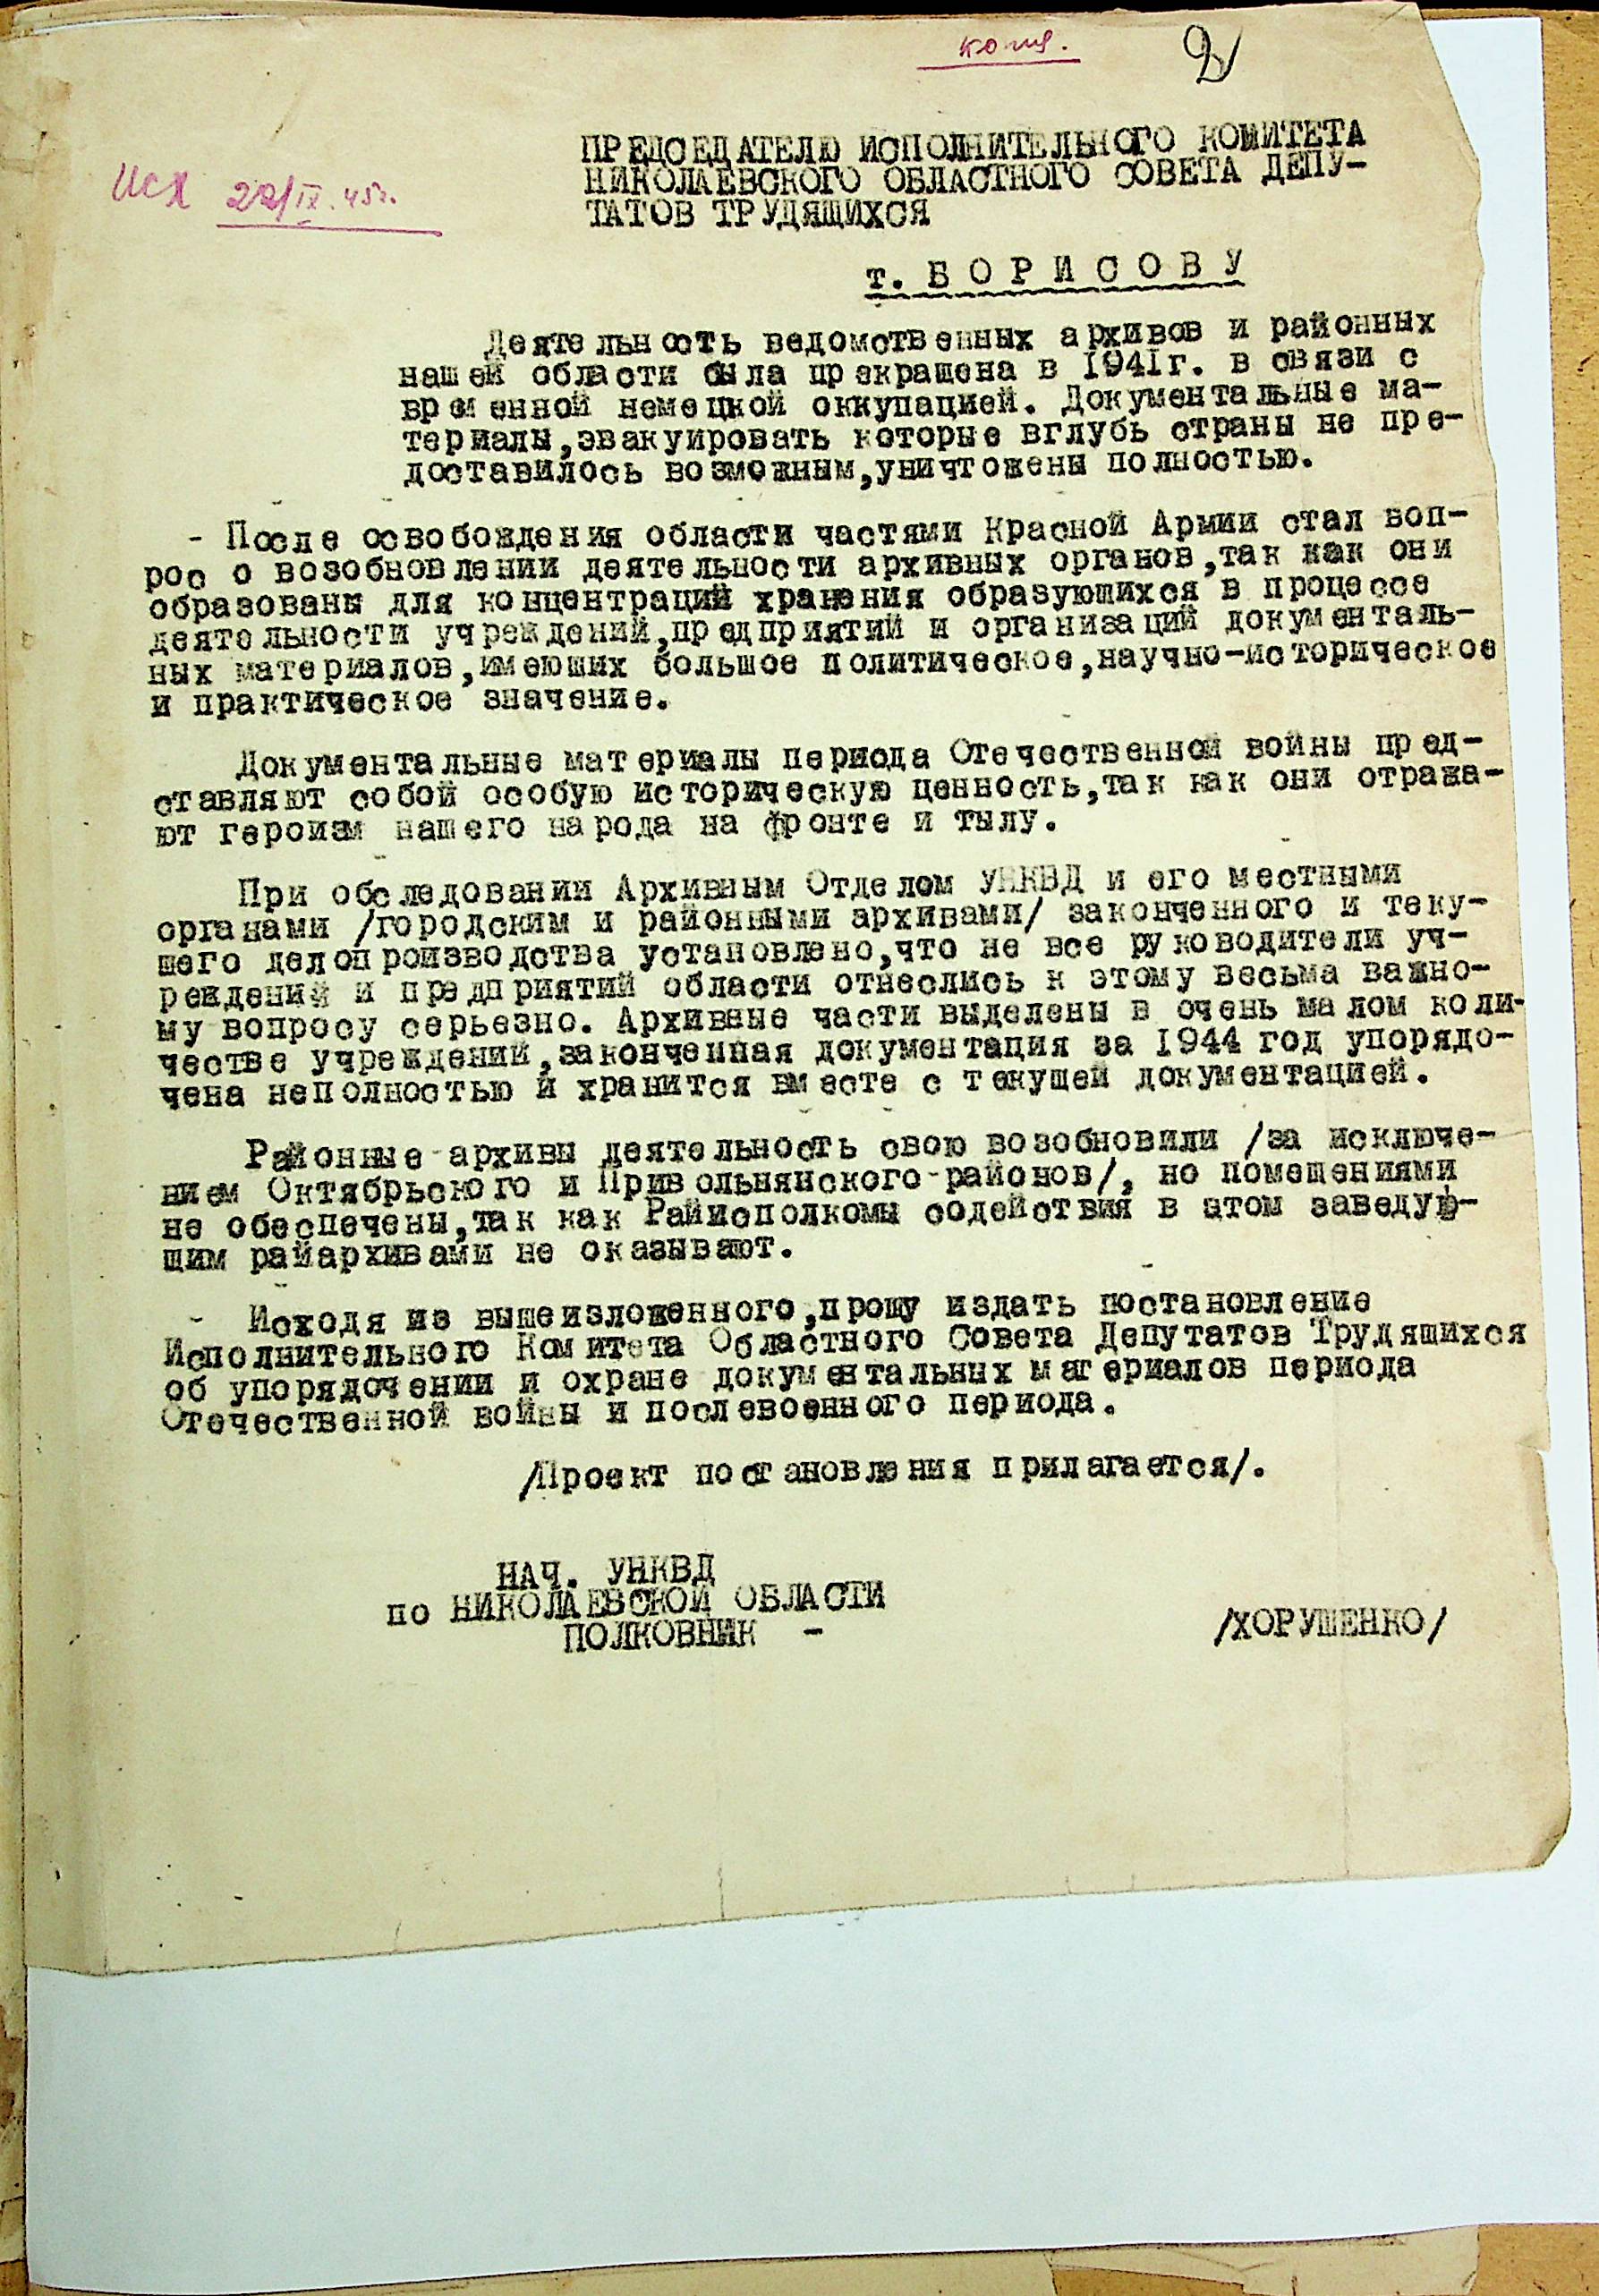 копия.
2
Исх 22/IX.45г.
ПРЕДСЕДАТЕЛЮ ИСПОЛНИТЕЛЬНОГО КОМИТЕТА
НИКОЛАЕВСКОГО ОБЛАСТНОГО СОВЕТА ДЕПУ-
ТАТОВ ТРУДЯЩИХСЯ
т. Б О Р И С О В У
Деятельность ведомственных архивов и районных
нашей области была прекращена в 1941г. в связи с
временной немецкой оккупацией. Документальные ма-
териалы,эвакуировать которые вглубь страны не пре-
доставилось возможным,уничтожены полностью.
- После освобождения области частями Красной Армии стал воп-
рос о возобновлении деятельности архивных органов,так как они
образованы для концентраций хранения образующихся в процессе
деятельности учреждений,предприятий и организаций документаль-
ных материалов,имеющих большое политическое,научно-историческое
и практическое значение.
Документальные материалы периода Отечественной войны пред-
ставляют собой особую историческую ценность,так как они отража-
ют героизм нашего народа на фронте и тылу.
При обследовании Архивным Отделом УНКВД и его местными
органами /городским и районными архивами/ законченного и теку-
щего делопроизводства установлено,что не все руководители уч-
реждений и предприятий области отнеслись к этому весьма важно-
му вопросу серьезно. Архивные части выделены в очень малом коли-
честве учреждений,законченная документация за 1944 год упорядо-
чена неполностью и хранится вместе с текущей документацией.
Районные архивы деятельность свою возобновили /за исключе-
нием Октябрьского и Привольнянского районов/, но помещениями
не обеспечены,так как Райисполкомы содействия в этом заведую-
щим райархивами не оказывают.
- Исходя из вышеизложенного,прошу издать постановление
Исполнительного Комитета Областного Совета Депутатов Трудящихся
об упорядочении и охране документальных материалов периода
Отечественной войны и послевоенного периода.
/Проект постановления прилагается/.
НАЧ. УНКВД
по НИКОЛАЕВСКОЙ ОБЛАСТИ
ПОЛКОВНИК - /ХОРУШЕНКО/